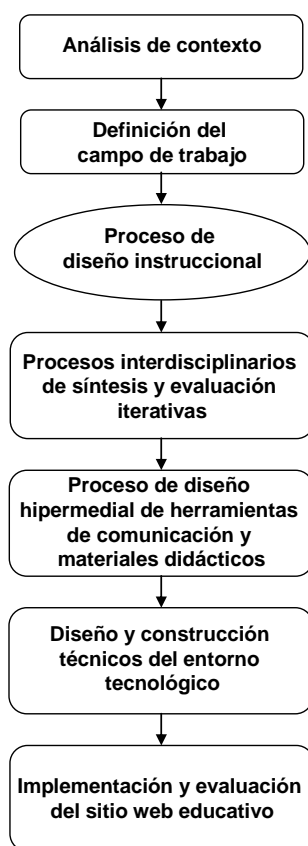 Análisis de contexto
Definición del
campo de trabajo
Proceso de
diseño instruccional
Procesos interdisciplinarios
de síntesis y evaluación
iterativas
Proceso de diseño
hipermedial de herramientas
de comunicación y
materiales didácticos
Diseño y construcción
técnicos del entorno
tecnológico
Implementación y evaluación
del sitio web educativo